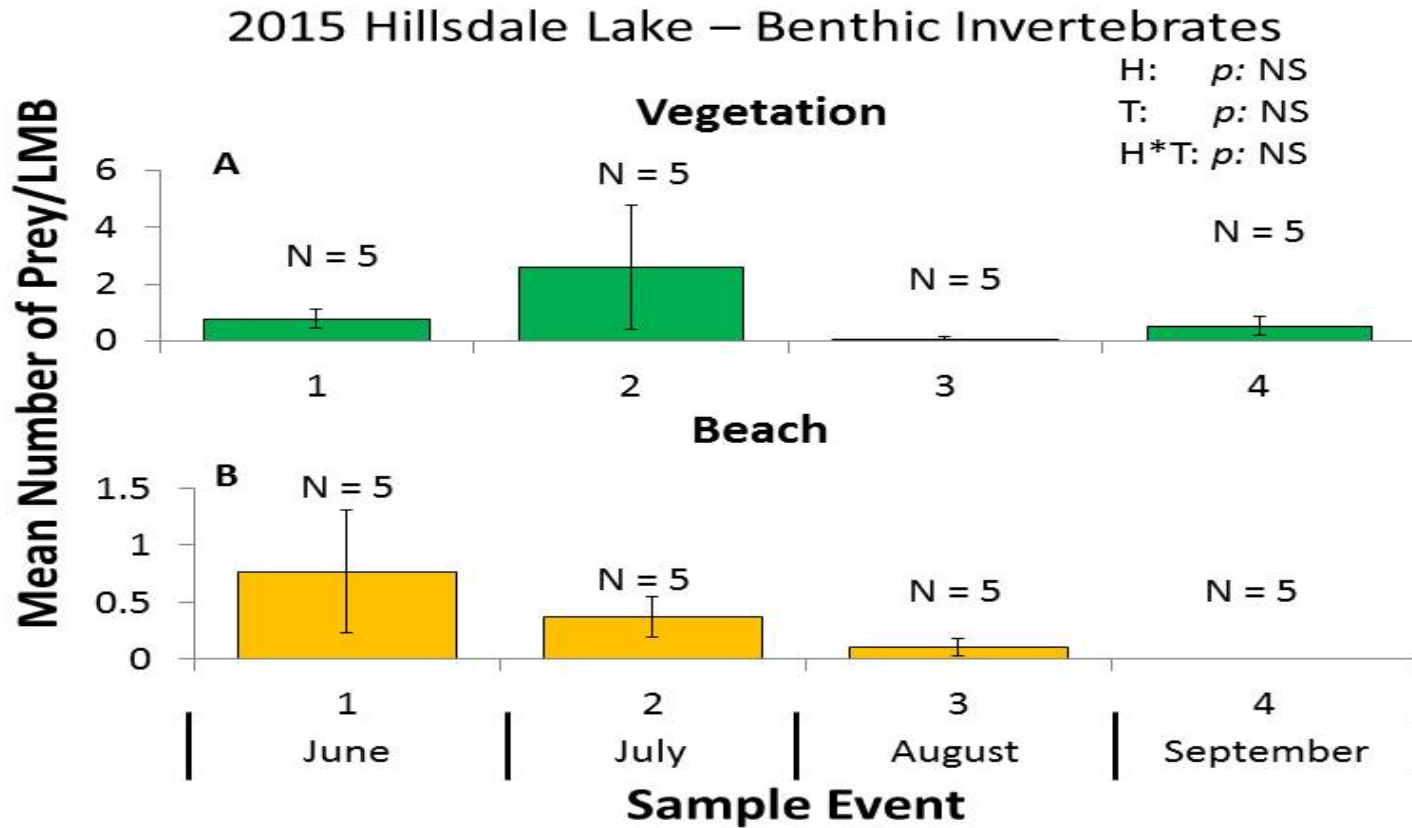 2015 Hillsdale Lake – Benthic Invertebrates
H: p: NS
T: p: NS
H*T: p: NS
Vegetation
Mean Number of Prey/LMB
A
6
4
2
0
N = 5
N = 5
N = 5
N = 5
1 2 3 4
Beach
B
1.5
1
0.5
0
N = 5
N = 5
N = 5
N = 5
1 2 3 4
June July August September
Sample Event